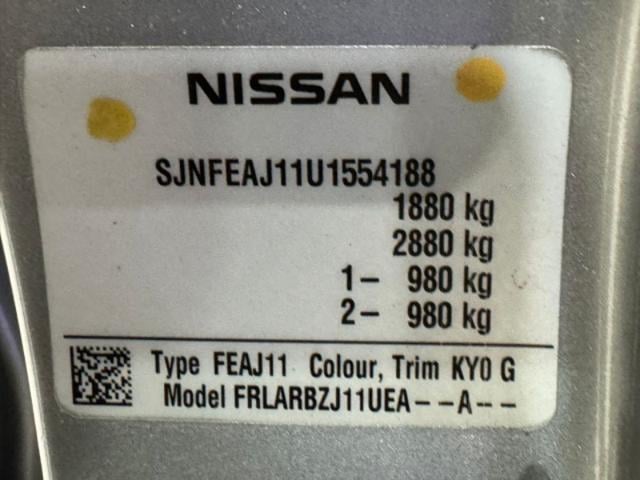 NISSAN
SJNFEAJ11U1554188
1880 kg
2880 kg
1– 980 kg
2– 980 kg
Type FEAJ11 Colour, Trim KY0 G
Model FRLARBZJ11UEA--A--